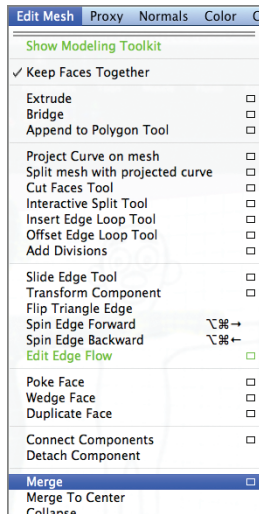 Edit Mesh Proxy Normals Color
Show Modeling Toolkit
✓ Keep Faces Together
Extrude
Bridge
Append to Polygon Tool
Project Curve on mesh
Split mesh with projected curve
Cut Faces Tool
Interactive Split Tool
Insert Edge Loop Tool
Offset Edge Loop Tool
Add Divisions
Slide Edge Tool
Transform Component
Flip Triangle Edge
Spin Edge Forward ⌥⌘→
Spin Edge Backward ⌥⌘←
Edit Edge Flow
Poke Face
Wedge Face
Duplicate Face
Connect Components
Detach Component
Merge
Merge To Center
Collapse